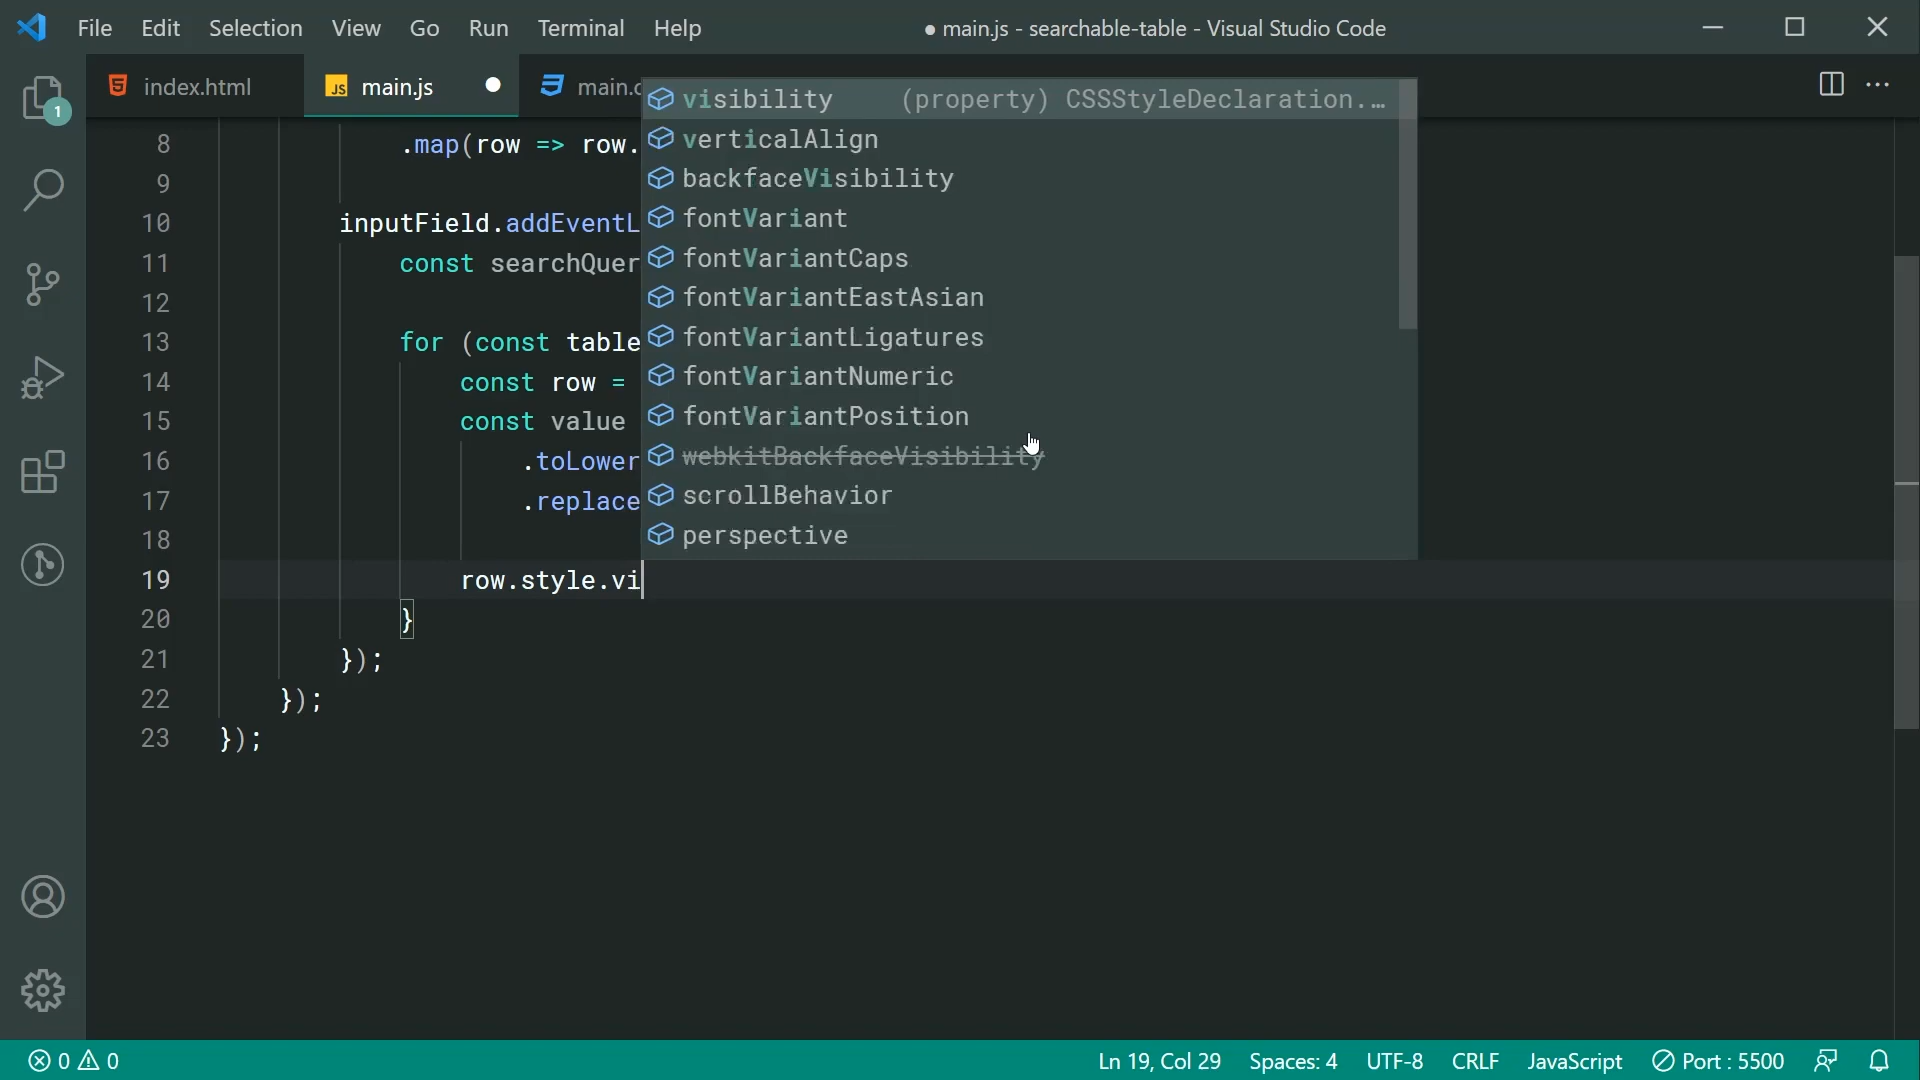 File Edit Selection View Go Run Terminal Help
● main.js - searchable-table - Visual Studio Code
index.html
JS main.js
main.c
1
8 .map(row => row.
9
10 inputField.addEventL
11 const searchQuer
12
13 for (const table
14 const row =
15 const value
16 .toLower
17 .replace
18
19 row.style.vi
20 }
21 });
22 });
23 });
visibility (property) CSSStyleDeclaration.…
verticalAlign
backfaceVisibility
fontVariant
fontVariantCaps
fontVariantEastAsian
fontVariantLigatures
fontVariantNumeric
fontVariantPosition
webkitBackfaceVisibility
scrollBehavior
perspective
0 0 Ln 19, Col 29 Spaces: 4 UTF-8 CRLF JavaScript Port : 5500